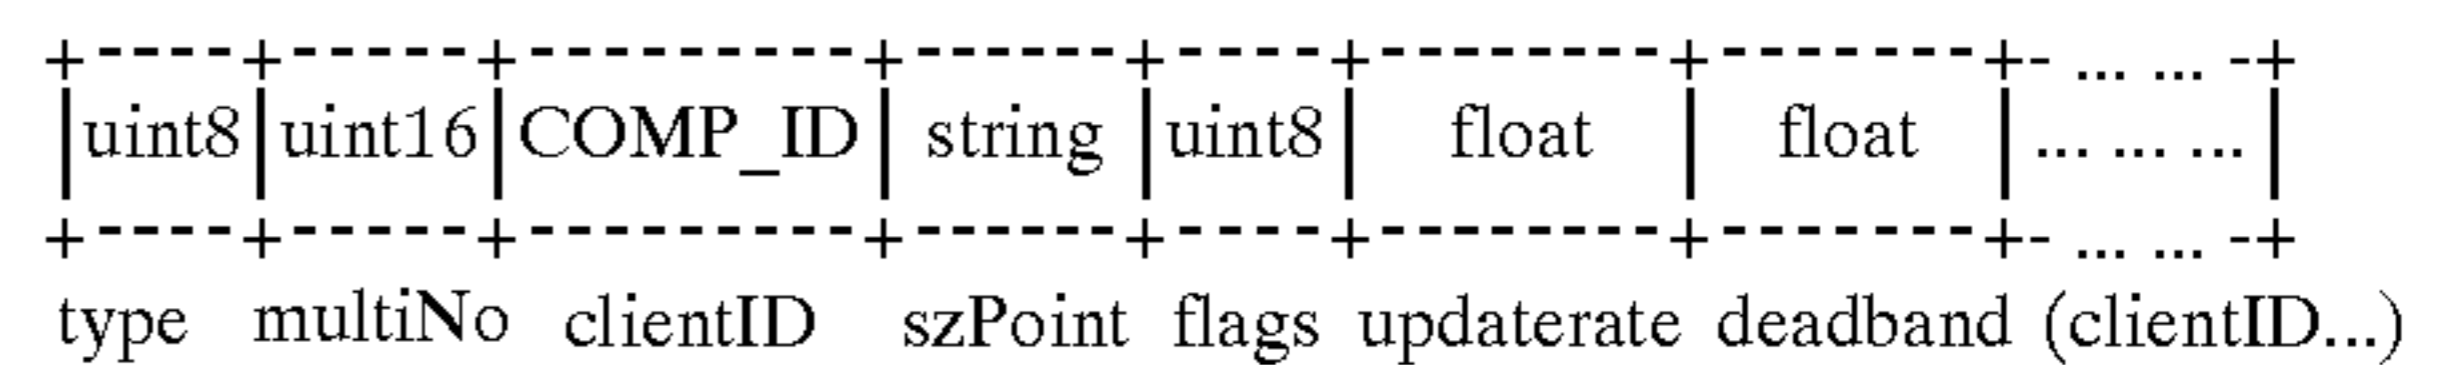 +-----+-----+----------+------+----+--------+-------+- ... ... -+
|uint8|uint16|COMP_ID| string |uint8| float | float |... ... ...|
+-----+-----+----------+------+----+--------+-------+- ... ... -+
type multiNo clientID szPoint flags updaterate deadband (clientID...)